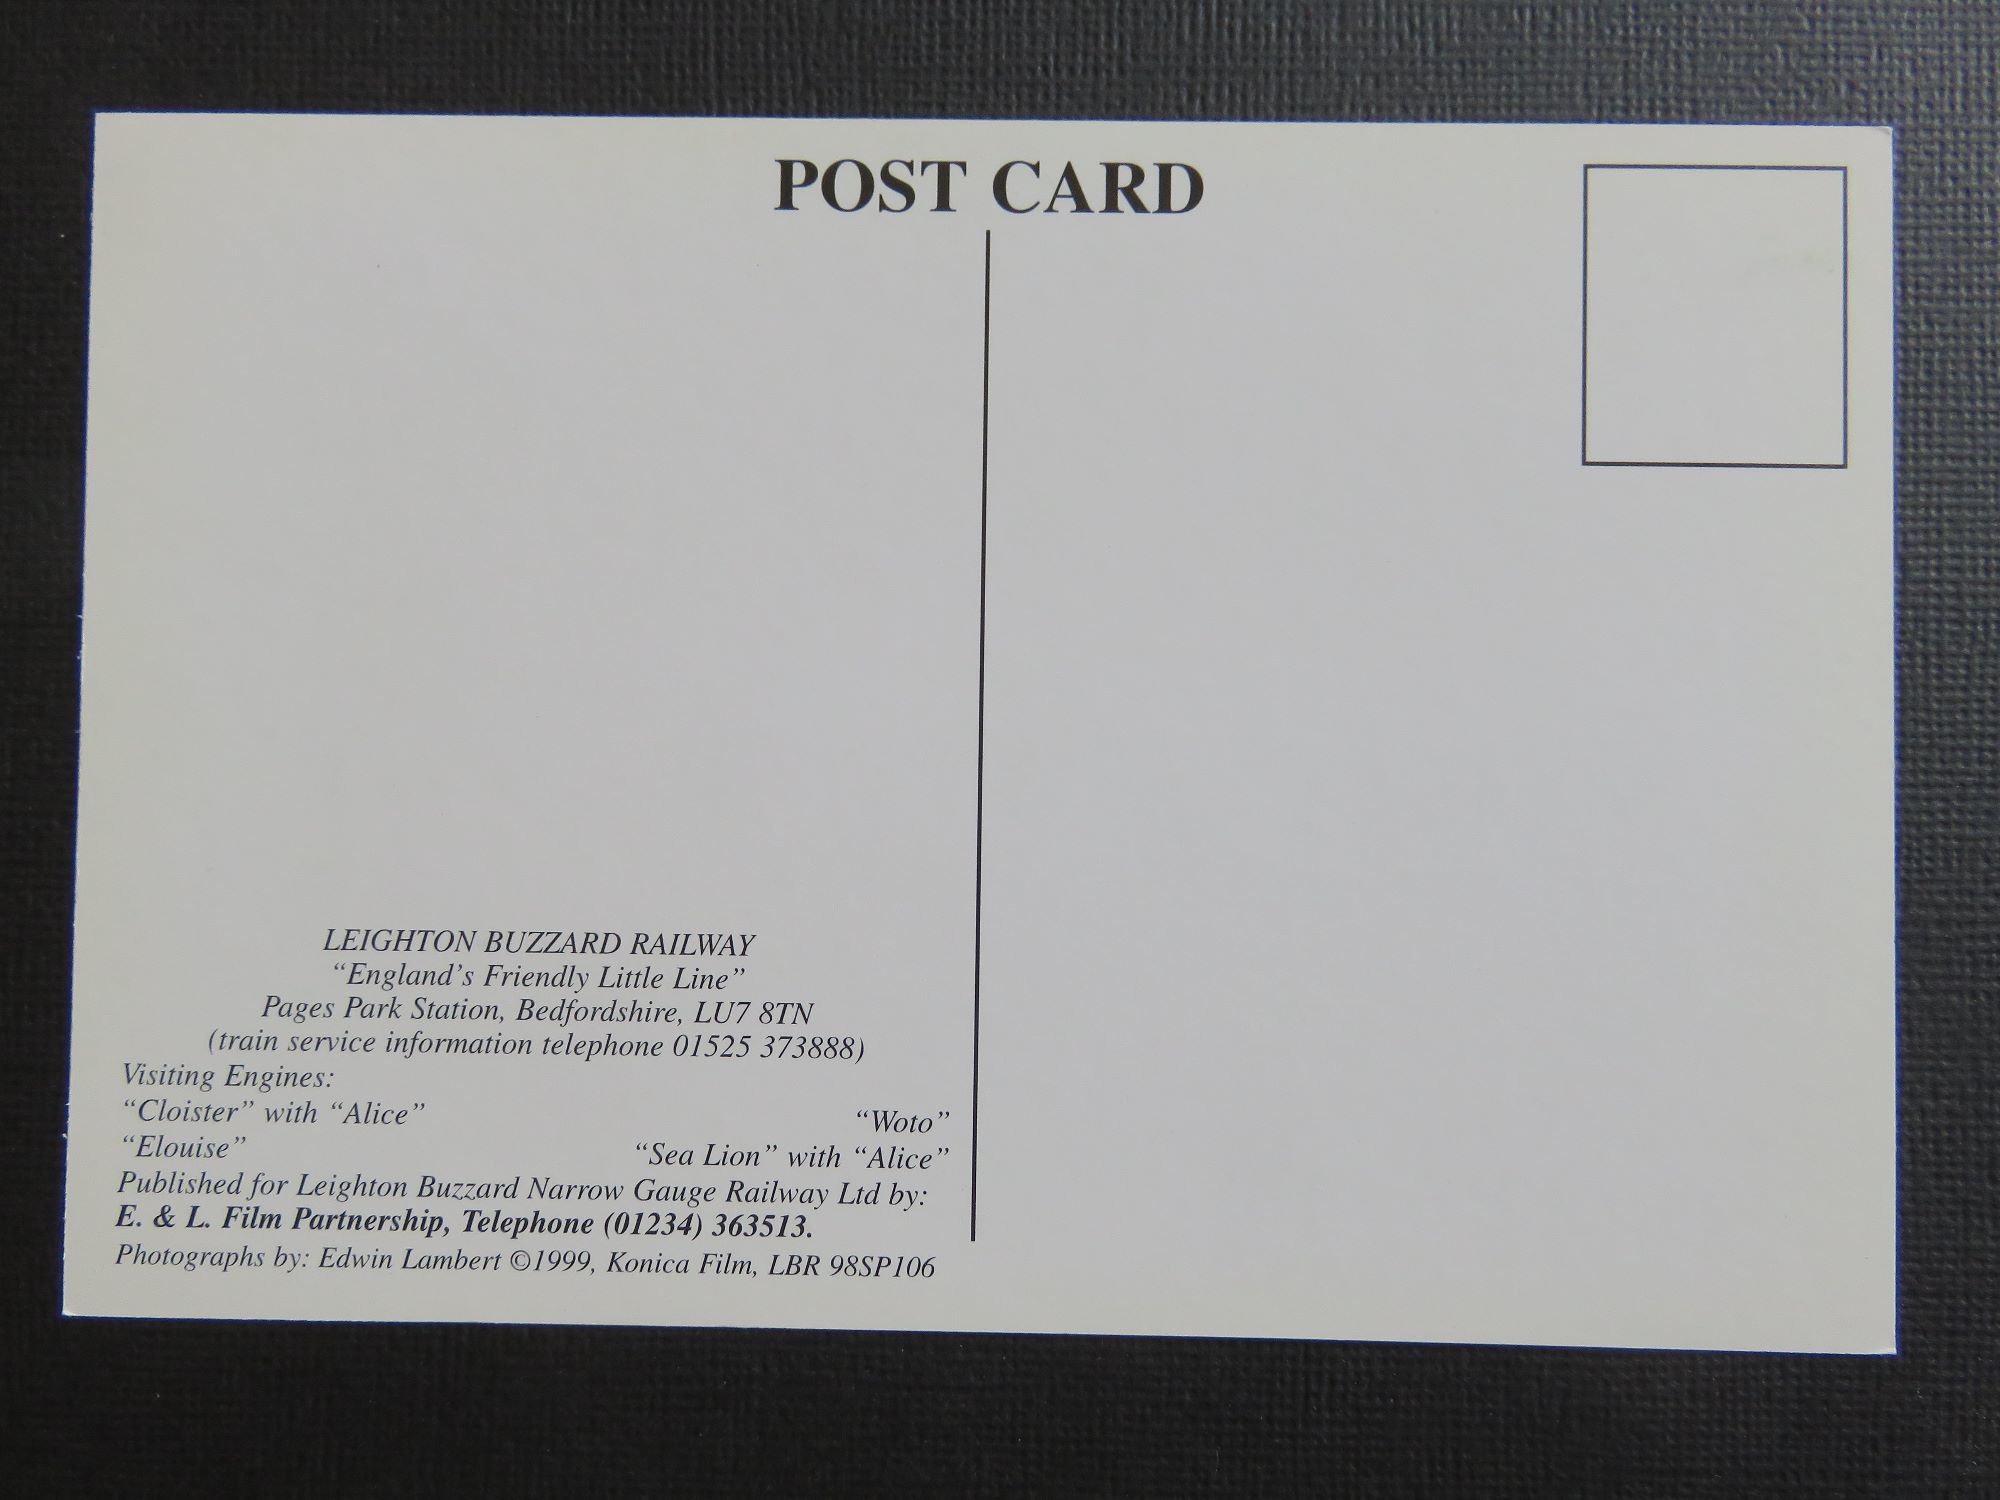 POST CARD
LEIGHTON BUZZARD RAILWAY
“England’s Friendly Little Line”
Pages Park Station, Bedfordshire, LU7 8TN
(train service information telephone 01525 373888)
Visiting Engines:
“Cloister” with “Alice” “Woto”
“Elouise” “Sea Lion” with “Alice”
Published for Leighton Buzzard Narrow Gauge Railway Ltd by:
E. & L. Film Partnership, Telephone (01234) 363513.
Photographs by: Edwin Lambert ©1999, Konica Film, LBR 98SP106